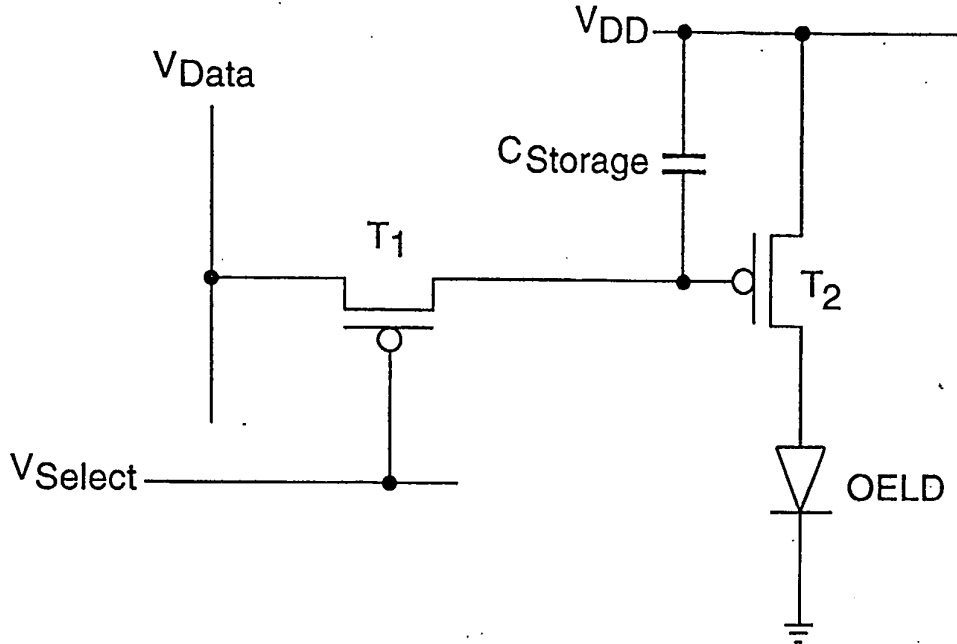 VDD
VData
CStorage
T1
T2
VSelect
OELD